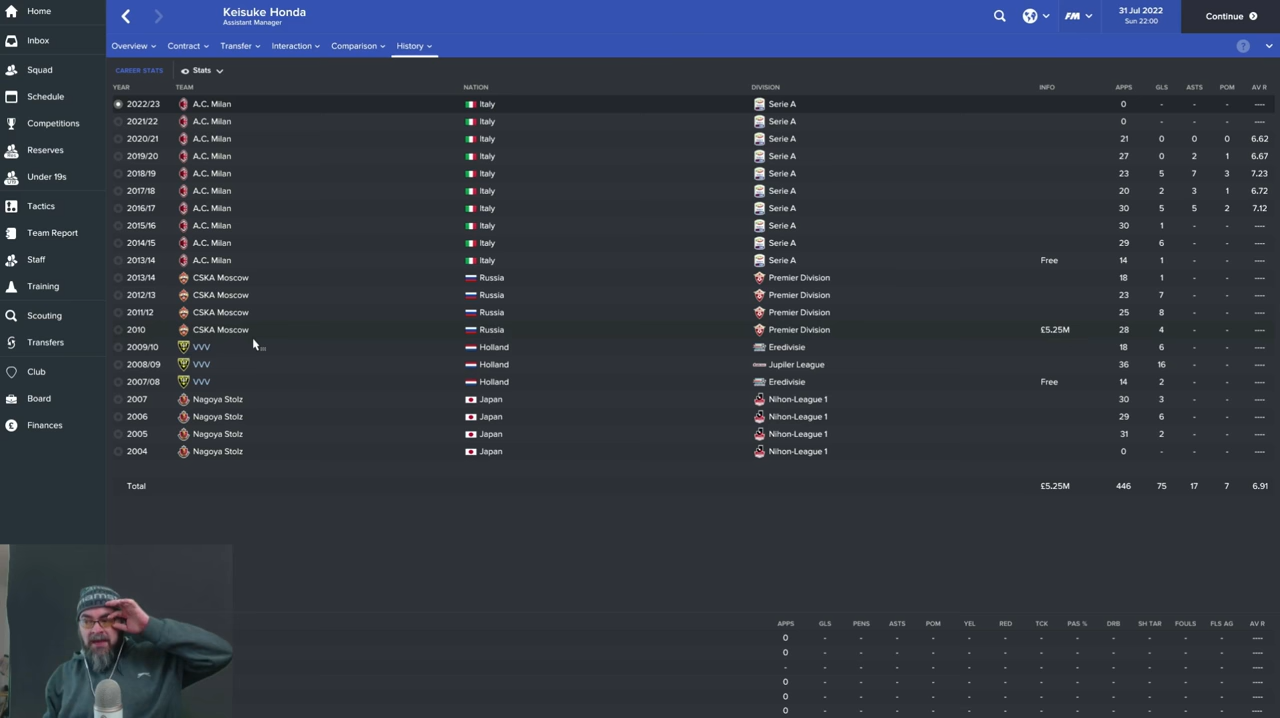 Home
Inbox
Squad
Schedule
Competitions
Reserves
Under 19s
Tactics
Team Report
Staff
Training
Scouting
Transfers
Club
Board
Finances
Keisuke Honda
Assistant Manager
FM
31 Jul 2022
Sun 22:00
Continue
Overview Contract Transfer Interaction Comparison History ?
CAREER STATS Stats
YEAR TEAM NATION DIVISION INFO APPS GLS ASTS POM AV R
2022/23 A.C. Milan Italy Serie A 0 - - - ----
2021/22 A.C. Milan Italy Serie A 0 - - - ----
2020/21 A.C. Milan Italy Serie A 21 0 0 0 6.62
2019/20 A.C. Milan Italy Serie A 27 0 2 1 6.67
2018/19 A.C. Milan Italy Serie A 23 5 7 3 7.23
2017/18 A.C. Milan Italy Serie A 20 2 3 1 6.72
2016/17 A.C. Milan Italy Serie A 30 5 5 2 7.12
2015/16 A.C. Milan Italy Serie A 30 1 - - ----
2014/15 A.C. Milan Italy Serie A 29 6 - - ----
2013/14 A.C. Milan Italy Serie A Free 14 1 - - ----
2013/14 CSKA Moscow Russia Premier Division 18 1 - - ----
2012/13 CSKA Moscow Russia Premier Division 23 7 - - ----
2011/12 CSKA Moscow Russia Premier Division 25 8 - - ----
2010 CSKA Moscow Russia Premier Division £5.25M 28 4 - - ----
2009/10 VVV Holland Eredivisie 18 6 - - ----
2008/09 VVV Holland Jupiler League 36 16 - - ----
2007/08 VVV Holland Eredivisie Free 14 2 - - ----
2007 Nagoya Stolz Japan Nihon-League 1 30 3 - - ----
2006 Nagoya Stolz Japan Nihon-League 1 29 6 - - ----
2005 Nagoya Stolz Japan Nihon-League 1 31 2 - - ----
2004 Nagoya Stolz Japan Nihon-League 1 0 - - - ----
Total £5.25M 446 75 17 7 6.91
APPS GLS PENS ASTS POM YEL RED TCK PAS % DRB SH TAR FOULS FLS AG AV R
0 - - - - - - - - - - - - ----
0 - - - - - - - - - - - - ----
- - - - - - - - - - - - - ----
0 - - - - - - - - - - - - ----
0 - - - - - - - - - - - - ----
0 - - - - - - - - - - - - ----